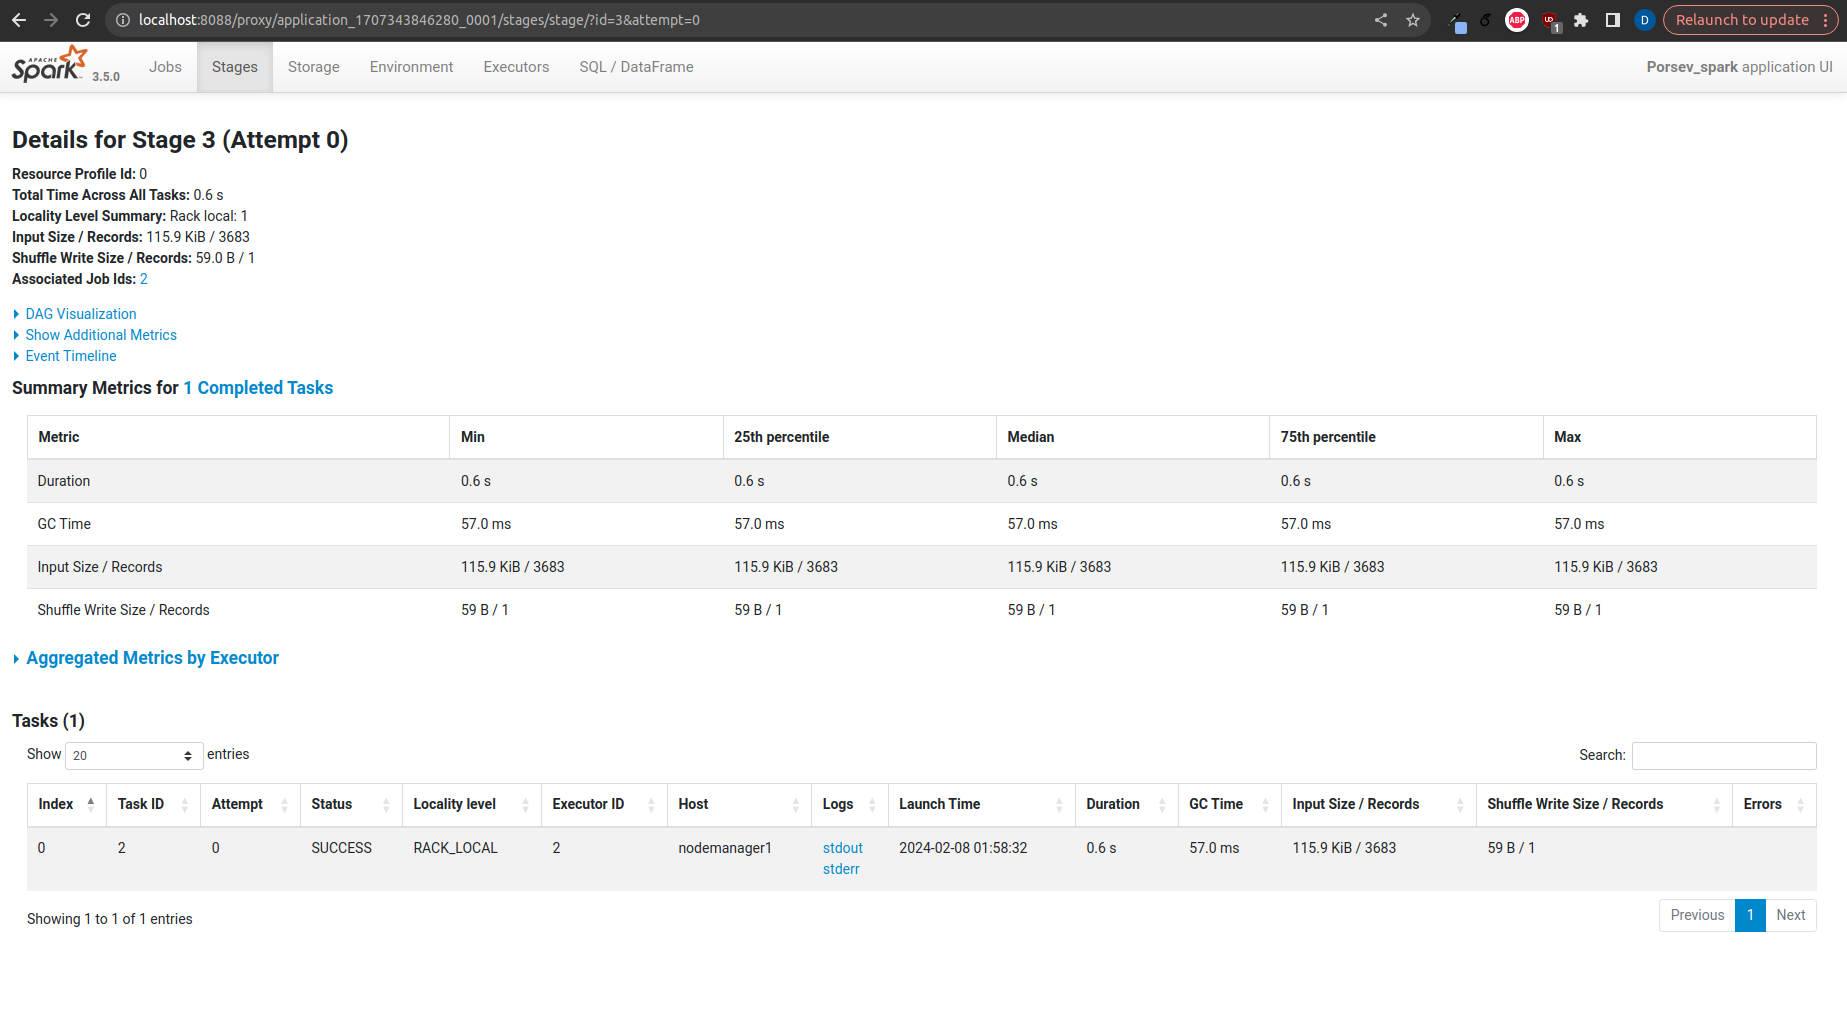 localhost:8088/proxy/application_1707343846280_0001/stages/stage/?id=3&attempt=0
ABP
1
D
Relaunch to update
APACHE
Spark 3.5.0
Jobs
Stages
Storage
Environment
Executors
SQL / DataFrame
Porsev_spark application UI
Details for Stage 3 (Attempt 0)
Resource Profile Id: 0
Total Time Across All Tasks: 0.6 s
Locality Level Summary: Rack local: 1
Input Size / Records: 115.9 KiB / 3683
Shuffle Write Size / Records: 59.0 B / 1
Associated Job Ids: 2
DAG Visualization
Show Additional Metrics
Event Timeline
Summary Metrics for 1 Completed Tasks
Metric Min 25th percentile Median 75th percentile Max
Duration 0.6 s 0.6 s 0.6 s 0.6 s 0.6 s
GC Time 57.0 ms 57.0 ms 57.0 ms 57.0 ms 57.0 ms
Input Size / Records 115.9 KiB / 3683 115.9 KiB / 3683 115.9 KiB / 3683 115.9 KiB / 3683 115.9 KiB / 3683
Shuffle Write Size / Records 59 B / 1 59 B / 1 59 B / 1 59 B / 1 59 B / 1
Aggregated Metrics by Executor
Tasks (1)
Show 20 entries
Search:
Index Task ID Attempt Status Locality level Executor ID Host Logs Launch Time Duration GC Time Input Size / Records Shuffle Write Size / Records Errors
0 2 0 SUCCESS RACK_LOCAL 2 nodemanager1 stdout 2024-02-08 01:58:32 0.6 s 57.0 ms 115.9 KiB / 3683 59 B / 1
stderr
Showing 1 to 1 of 1 entries
Previous 1 Next